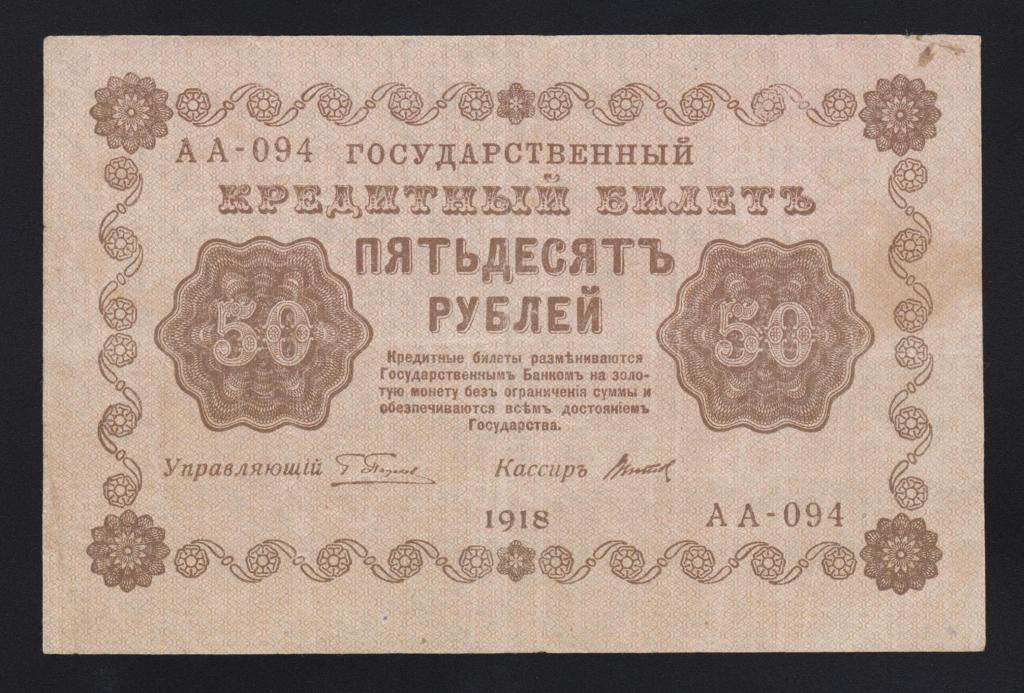 АА-094 ГОСУДАРСТВЕННЫЙ
КРЕДИТНЫЙ БИЛЕТЪ
ПЯТЬДЕСЯТЪ
РУБЛЕЙ
50 50
Кредитные билеты размѣниваются
Государственнымъ Банкомъ на золо-
тую монету безъ ограниченія суммы и
обезпечиваются всѣмъ достояніемъ
Государства.
Управляющій Кассиръ
1918 АА-094